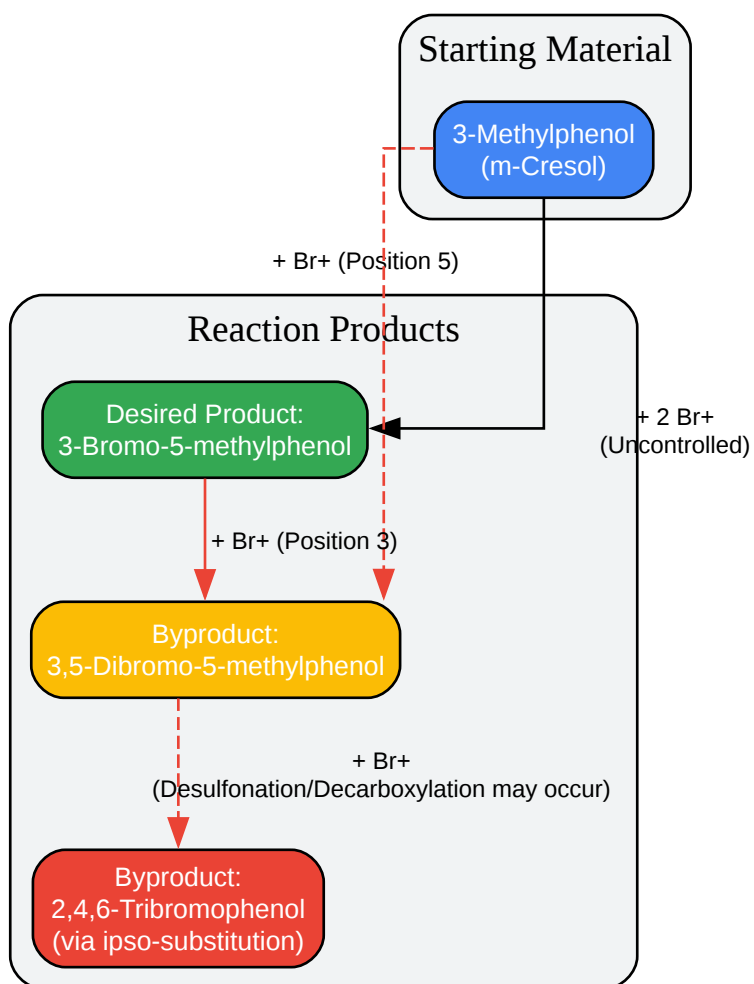 Starting Material
3-Methylphenol
(m-Cresol)
+ Br+ (Position 5)
Reaction Products
Desired Product:
3-Bromo-5-methylphenol
+ 2 Br+
(Uncontrolled)
+ Br+ (Position 3)
Byproduct:
3,5-Dibromo-5-methylphenol
+ Br+
(Desulfonation/Decarboxylation may occur)
Byproduct:
2,4,6-Tribromophenol
(via ipso-substitution)